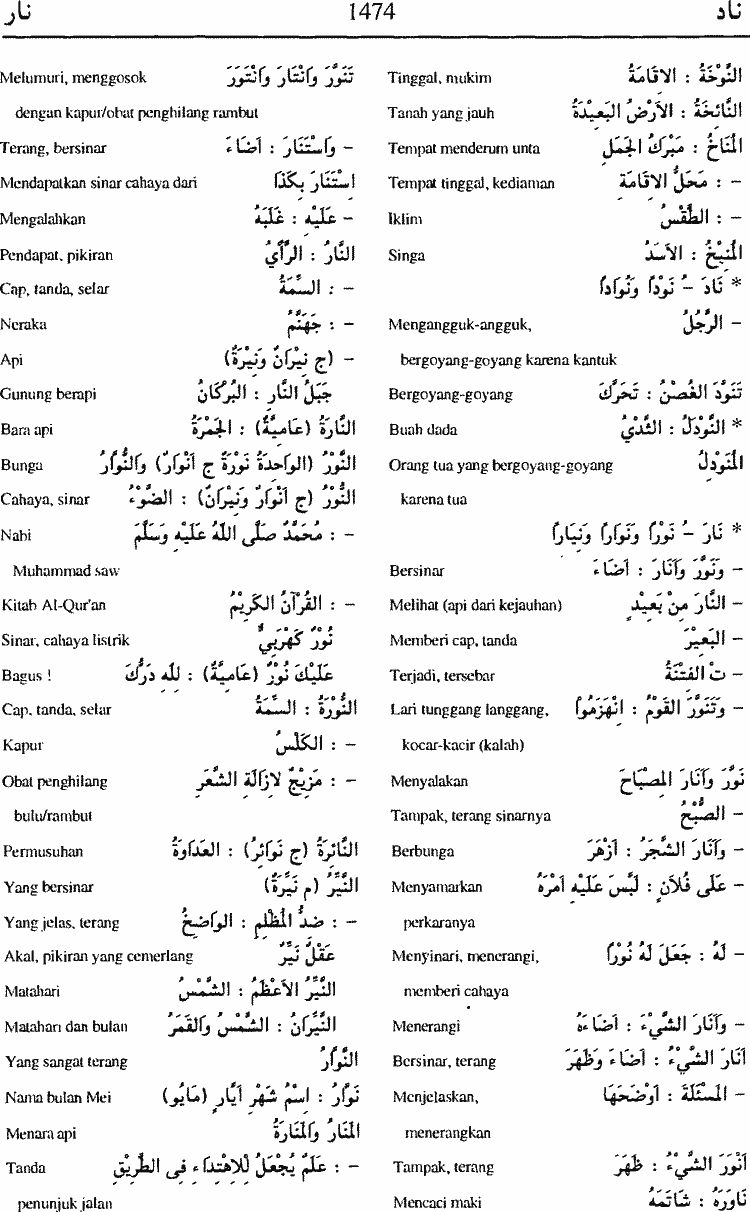 ناد 1474 نار
النَّوْخَةُ : الاِقَامَةُ Tinggal, mukim
النَّائِخَةُ : الأَرْضُ البَعِيْدَةُ Tanah yang jauh
المُنَاخُ : مَبْرَكُ الجَمَلِ Tempat menderum unta
- : مَحَلُّ الاِقَامَةِ Tempat tinggal, kediaman
- : الطَّقْسُ Iklim
المُنِيْخُ : الأَسَدُ Singa
* نَادَ - نَوْدًا وَنُوَادًا
- الرَّجُلُ Mengangguk-angguk,
bergoyang-goyang karena kantuk
تَنَوَّدَ الغُصْنُ : تَحَرَّكَ Bergoyang-goyang
* النَّوْدَلُ : الثَّدْيُ Buah dada
المُنَوْدِلُ Orang tua yang bergoyang-goyang
karena tua
* نَارَ - نَوْرًا وَنِوَارًا وَنِيَارًا
- وَنَوَّرَ وَأَنَارَ : أَضَاءَ Bersinar
- النَّارَ مِنْ بَعِيْدٍ Melihat (api dari kejauhan)
- البَعِيْرَ Memberi cap, tanda
- تْ الفِتْنَةُ Terjadi, tersebar
- وَتَنَوَّرَ القَوْمُ : انْهَزَمُوا Lari tunggang langgang,
kocar-kacir (kalah)
نَوَّرَ وَأَنَارَ المِصْبَاحَ Menyalakan
- الصُّبْحُ Tampak, terang sinarnya
- وَأَنَارَ الشَّجَرُ : أَزْهَرَ Berbunga
- عَلَى فُلَانٍ : لَبَّسَ عَلَيْهِ أَمْرَهُ Menyamarkan
perkaranya
- لَهُ : جَعَلَ لَهُ نُوْرًا Menyinari, menerangi,
memberi cahaya
- وَأَنَارَ الشَّيْءَ : أَضَاءَهُ Menerangi
أَنَارَ الشَّيْءُ : أَضَاءَ وَظَهَرَ Bersinar, terang
- المَسْئَلَةَ : أَوْضَحَهَا Menjelaskan,
menerangkan
أَنْوَرَ الشَّيْءُ : ظَهَرَ Tampak, terang
نَاوَرَهُ : شَاتَمَهُ Mencaci maki
تَنَوَّرَ وَانْتَارَ وَانْتَوَرَ Melumuri, menggosok
dengan kapur/obat penghilang rambut
- وَاسْتَنَارَ : أَضَاءَ Terang, bersinar
اسْتَنَارَ بِكَذَا Mendapatkan sinar cahaya dari
- عَلَيْهِ : غَلَبَهُ Mengalahkan
النَّارُ : الرَّأْيُ Pendapat, pikiran
- : السِّمَةُ Cap, tanda, selar
- : جَهَنَّمُ Neraka
- (ج نِيْرَانٌ وَنِيْرَةٌ) Api
جَبَلُ النَّارِ : البُرْكَانُ Gunung berapi
النَّارَةُ (عَامِيَّةٌ) : الجَمْرَةُ Bara api
النَّوْرُ (الوَاحِدَةُ نَوْرَةٌ ج أَنْوَارٌ) وَالنُّوَّارُ Bunga
النُّوْرُ (ج أَنْوَارٌ وَنِيْرَانٌ) : الضَّوْءُ Cahaya, sinar
- : مُحَمَّدٌ صَلَّى اللهُ عَلَيْهِ وَسَلَّمَ Nabi
Muhammad saw
- : القُرْآنُ الكَرِيْمُ Kitab Al-Qur'an
نُوْرٌ كَهْرَبِيٌّ Sinar, cahaya listrik
عَلَيْكَ نُوْرٌ (عَامِيَّةٌ) : لِلّهِ دَرُّكَ Bagus !
النُّوْرَةُ : السِّمَةُ Cap, tanda, selar
- : الكِلْسُ Kapur
- : مَزِيْجٌ لاِزَالَةِ الشَّعَرِ Obat penghilang
bulu/rambut
النَّائِرَةُ (ج نَوَائِرُ) : العَدَاوَةُ Permusuhan
النَّيِّرُ (م نَيِّرَةٌ) Yang bersinar
- : ضِدُّ المُظْلِمِ : الوَاضِحُ Yang jelas, terang
عَقْلٌ نَيِّرٌ Akal, pikiran yang cemerlang
النَّيِّرُ الأَعْظَمُ : الشَّمْسُ Matahari
النَّيِّرَانُ : الشَّمْسُ وَالقَمَرُ Matahari dan bulan
النَّوَّارُ Yang sangat terang
نَوَّارُ : اسْمُ شَهْرِ أَيَّارٍ (مَايُو) Nama bulan Mei
المَنَارُ وَالمَنَارَةُ Menara api
- : عَلَمٌ يُجْعَلُ لِلاِهْتِدَاءِ فِى الطَّرِيْقِ Tanda
penunjuk jalan